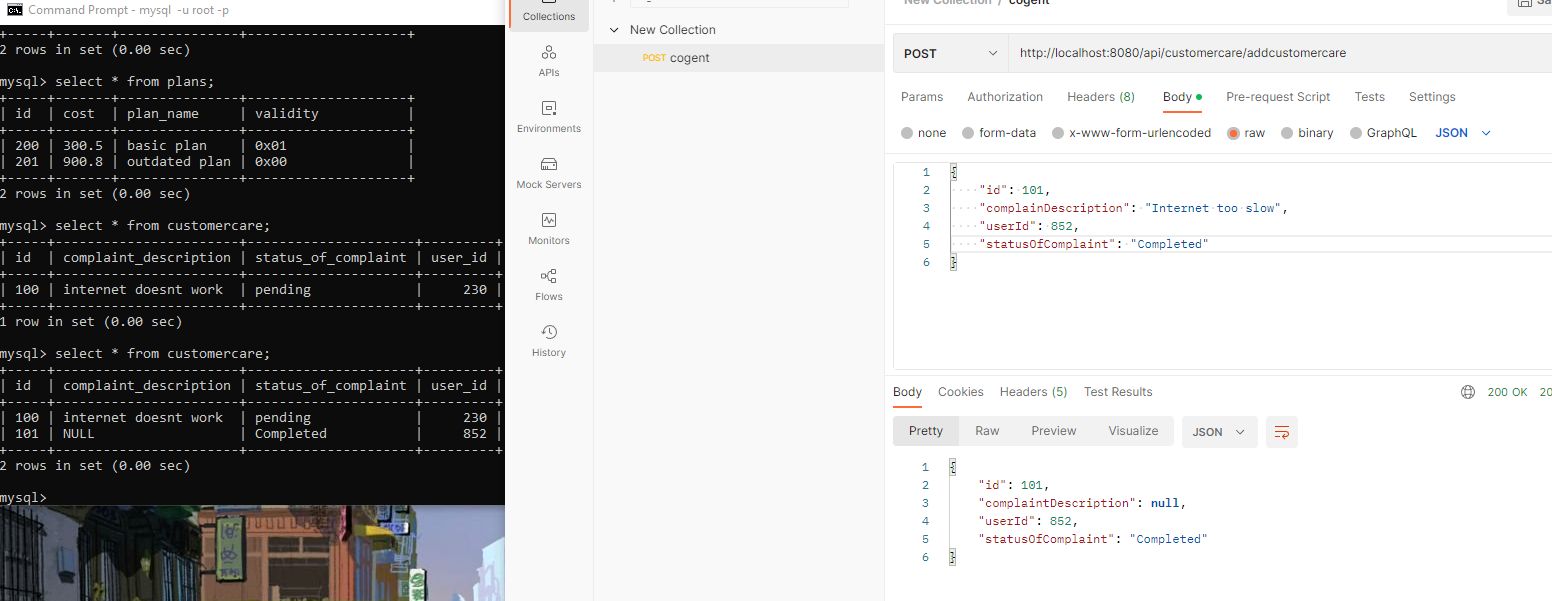 Command Prompt - mysql -u root -p
+-----+-------+---------------+---------------------+
2 rows in set (0.00 sec)
mysql> select * from plans;
+-----+-------+---------------+---------------------+
| id | cost | plan_name | validity |
+-----+-------+---------------+---------------------+
| 200 | 300.5 | basic plan | 0x01 |
| 201 | 900.8 | outdated plan | 0x00 |
+-----+-------+---------------+---------------------+
2 rows in set (0.00 sec)
mysql> select * from customercare;
+-----+-----------------------+---------------------+---------+
| id | complaint_description | status_of_complaint | user_id |
+-----+-----------------------+---------------------+---------+
| 100 | internet doesnt work | pending | 230 |
+-----+-----------------------+---------------------+---------+
1 row in set (0.00 sec)
mysql> select * from customercare;
+-----+-----------------------+---------------------+---------+
| id | complaint_description | status_of_complaint | user_id |
+-----+-----------------------+---------------------+---------+
| 100 | internet doesnt work | pending | 230 |
| 101 | NULL | Completed | 852 |
+-----+-----------------------+---------------------+---------+
2 rows in set (0.00 sec)
mysql>
Collections
APIs
Environments
Mock Servers
Monitors
Flows
History
New Collection
POST cogent
New Collection / cogent
POST http://localhost:8080/api/customercare/addcustomercare
Params Authorization Headers (8) Body Pre-request Script Tests Settings
none form-data x-www-form-urlencoded raw binary GraphQL JSON
1 {
2 "id": 101,
3 "complainDescription": "Internet too slow",
4 "userId": 852,
5 "statusOfComplaint": "Completed"
6 }
Body Cookies Headers (5) Test Results 200 OK 20
Pretty Raw Preview Visualize JSON
1 {
2 "id": 101,
3 "complaintDescription": null,
4 "userId": 852,
5 "statusOfComplaint": "Completed"
6 }